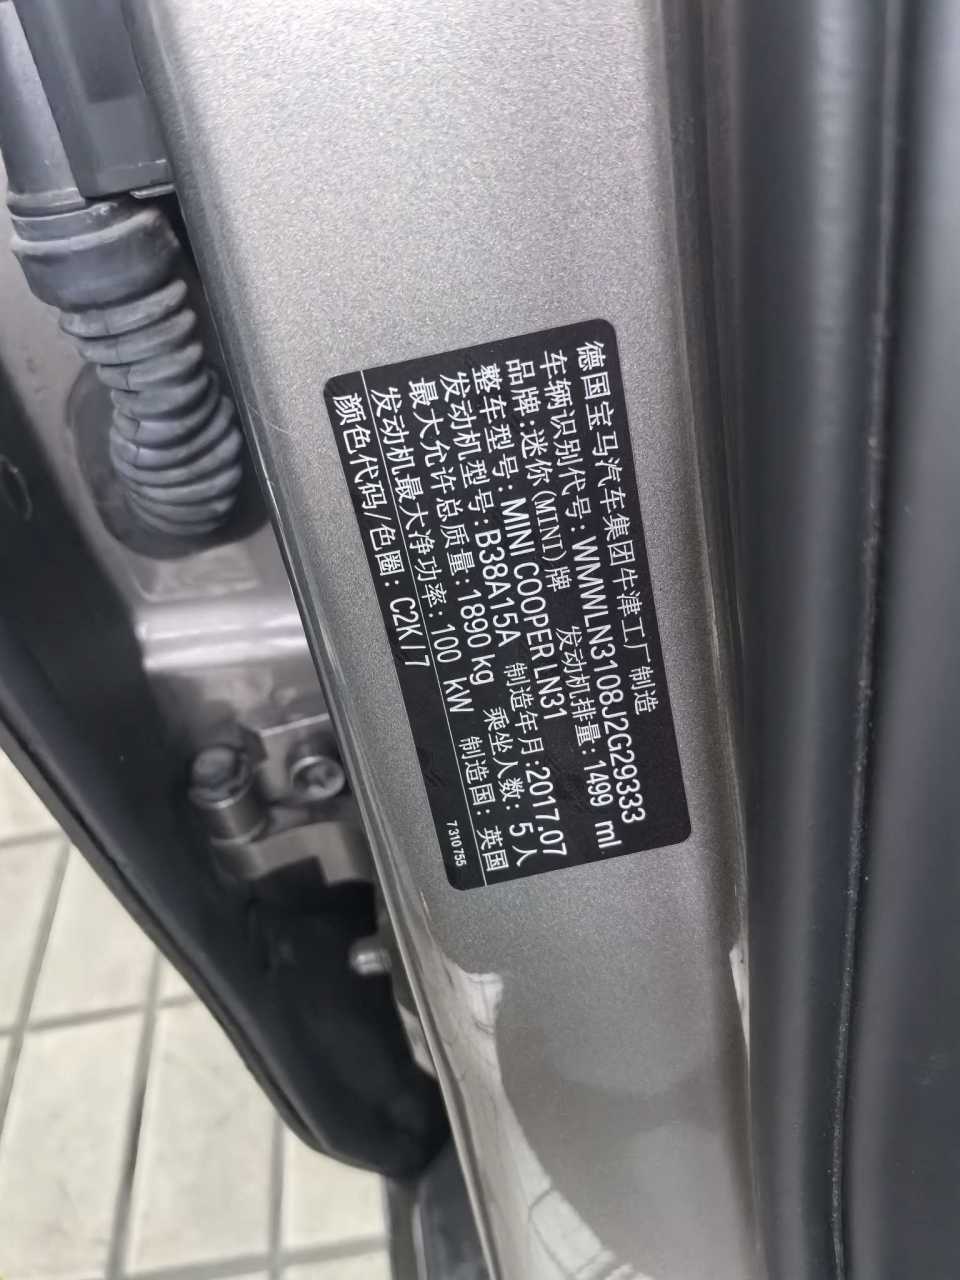 德国宝马汽车集团牛津工厂制造
车辆识别代号: WMWLN3108J2G29333
品牌:迷你(MINI)牌 发动机排量:1499 ml
整车型号: MINI COOPER LN31
发动机型号:B38A15A 制造年月:2017.07
最大允许总质量: 1890 kg 乘坐人数: 5 人
发动机最大净功率: 100 kW 制造国: 英国
颜色代码/色圈: C2K / 7 7 310 755